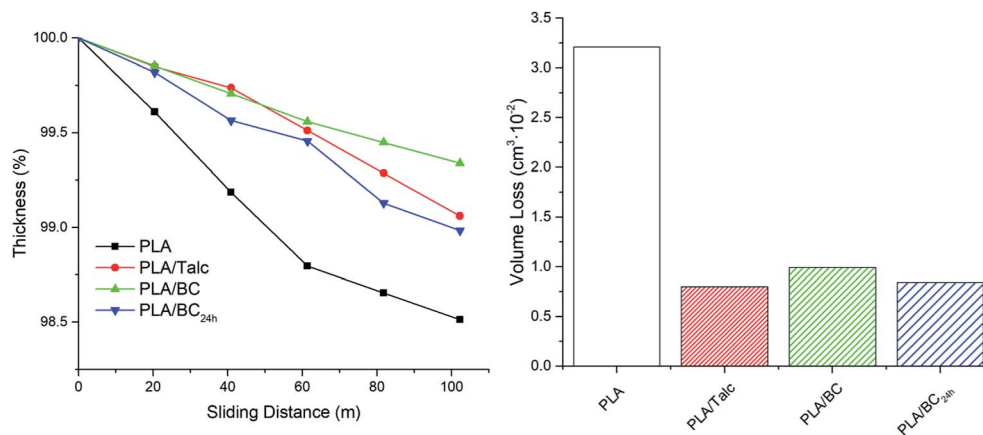 Thickness (%)
100.0
99.5
99.0
98.5
PLA
PLA/Talc
PLA/BC
PLA/BC24h
0 20 40 60 80 100
Sliding Distance (m)
Volume Loss (cm³·10⁻²)
3.5
3.0
2.5
2.0
1.5
1.0
0.5
0.0
PLA
PLA/Talc
PLA/BC
PLA/BC24h